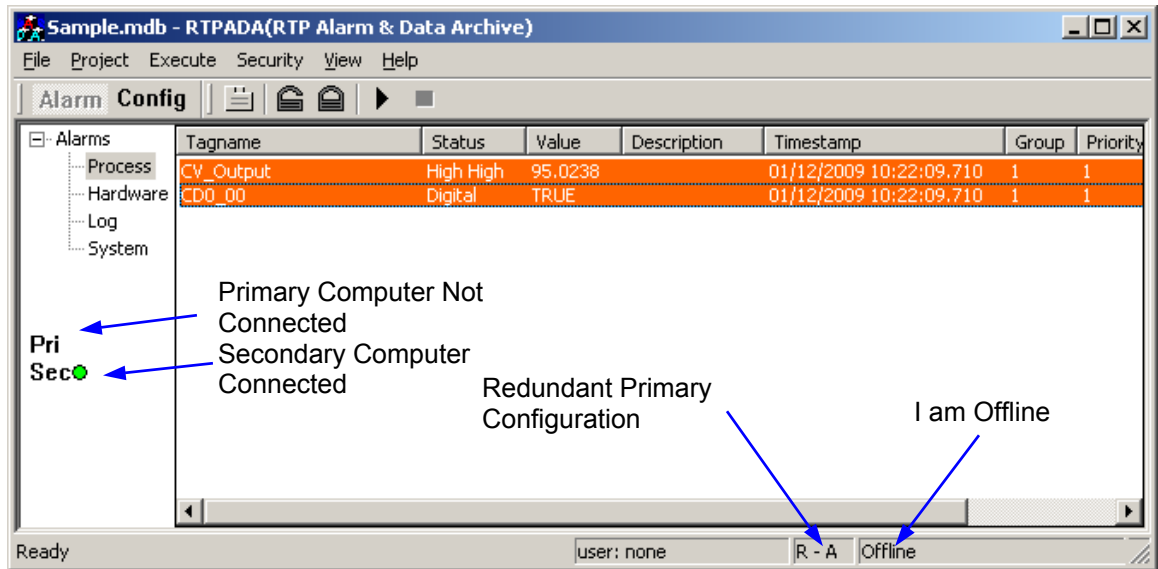 Sample.mdb - RTPADA(RTP Alarm & Data Archive)
File Project Execute Security View Help
Alarm Config
Alarms
Process
Hardware
Log
System
Tagname Status Value Description Timestamp Group Priority
CV_Output High High 95.0238 01/12/2009 10:22:09.710 1 1
CD0_00 Digital TRUE 01/12/2009 10:22:09.710 1 1
Primary Computer Not
Connected
Pri
Secondary Computer
Connected
Sec
Redundant Primary
Configuration
I am Offline
Ready user: none R - A Offline